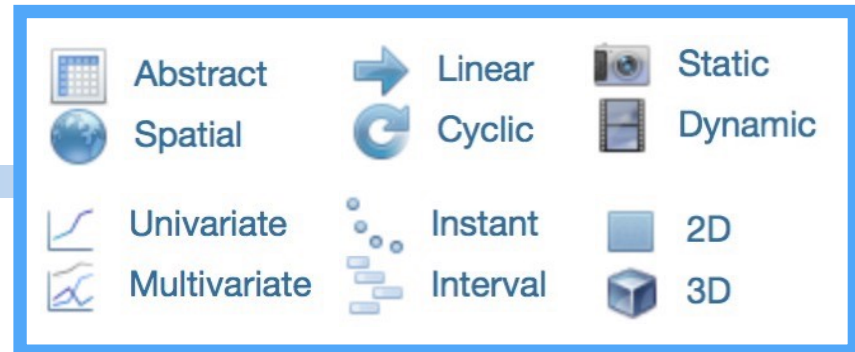 Abstract
Spatial
Linear
Cyclic
Static
Dynamic
Univariate
Multivariate
Instant
Interval
2D
3D